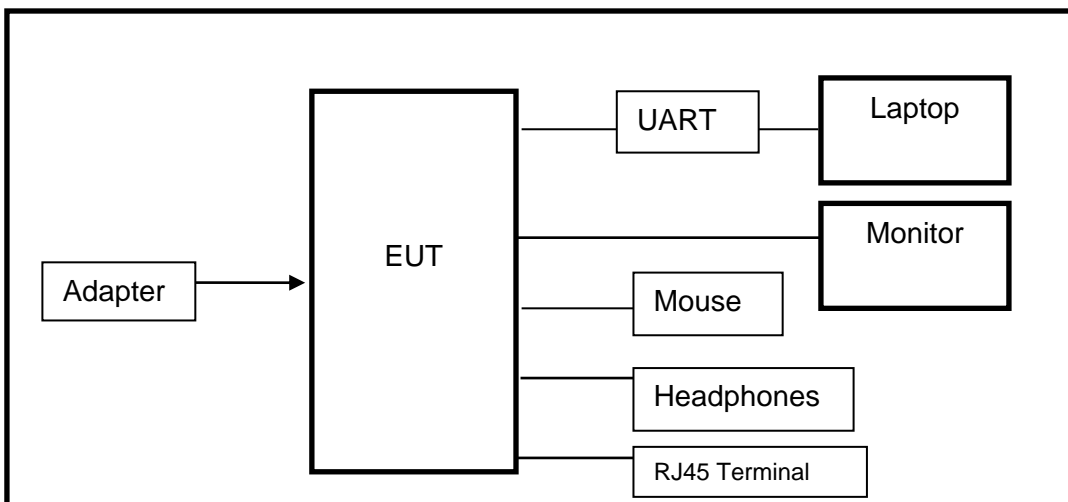 Adapter
EUT
UART
Laptop
Monitor
Mouse
Headphones
RJ45 Terminal